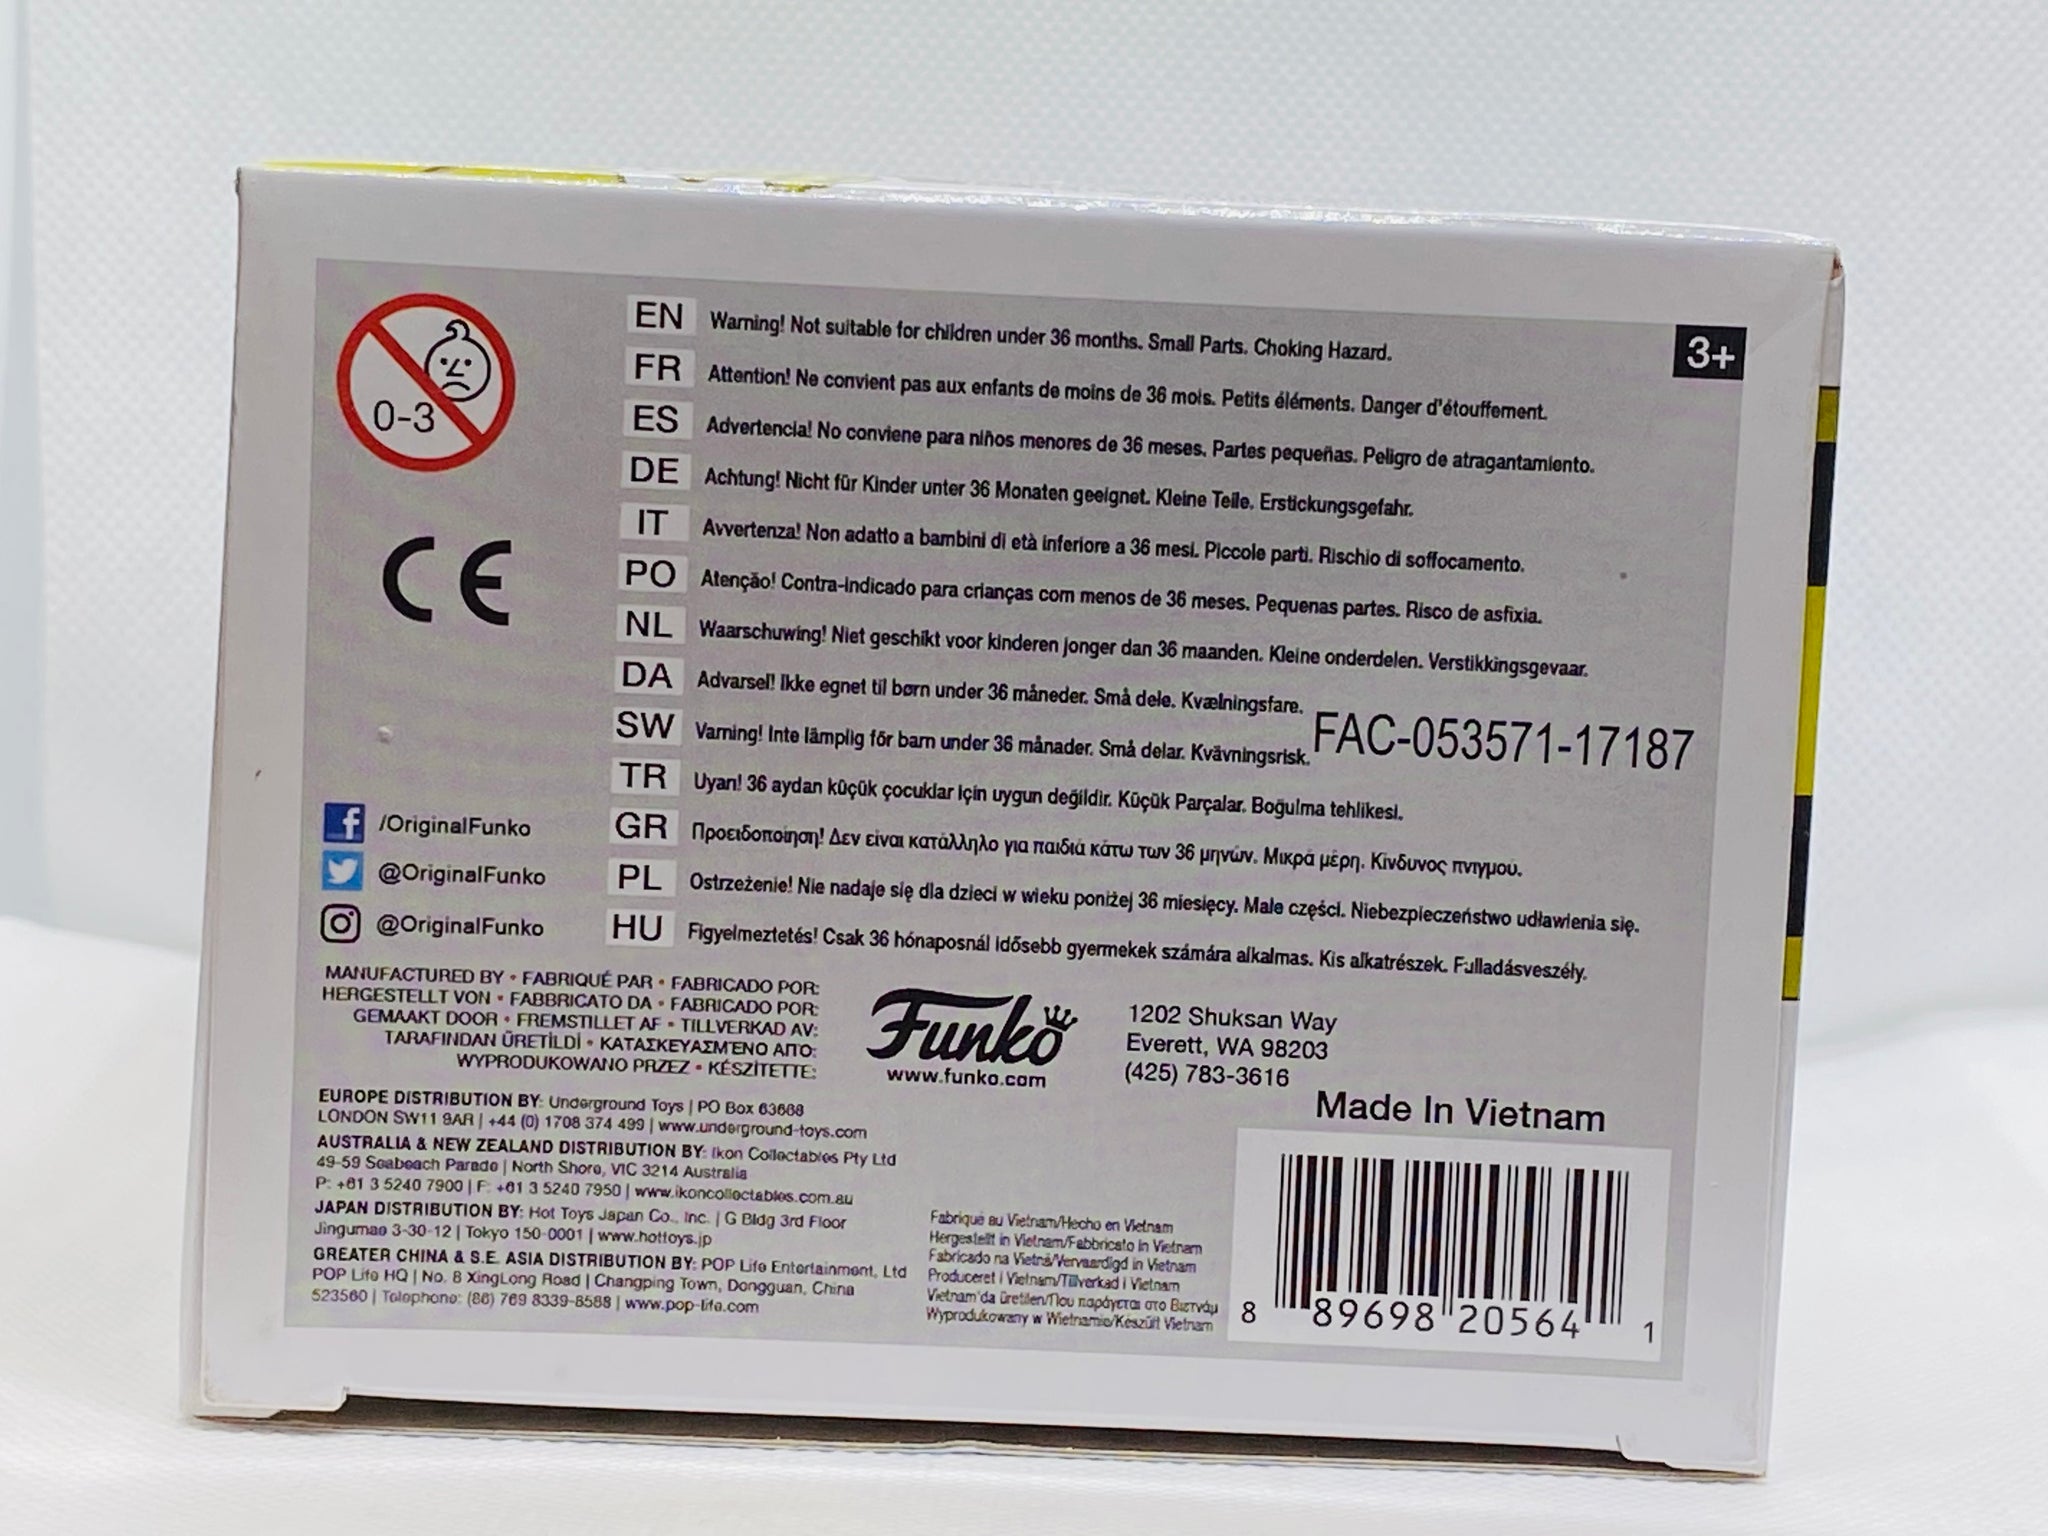 0-3
CE
EN Warning! Not suitable for children under 36 months. Small Parts. Choking Hazard.
3+
FR Attention! Ne convient pas aux enfants de moins de 36 mois. Petits éléments. Danger d'étouffement.
ES Advertencia! No conviene para niños menores de 36 meses. Partes pequeñas. Peligro de atragantamiento.
DE Achtung! Nicht für Kinder unter 36 Monaten geeignet. Kleine Teile. Erstickungsgefahr.
IT Avvertenza! Non adatto a bambini di età inferiore a 36 mesi. Piccole parti. Rischio di soffocamento.
PO Atenção! Contra-indicado para crianças com menos de 36 meses. Pequenas partes. Risco de asfixia.
NL Waarschuwing! Niet geschikt voor kinderen jonger dan 36 maanden. Kleine onderdelen. Verstikkingsgevaar.
DA Advarsel! Ikke egnet til børn under 36 måneder. Små dele. Kvælningsfare.
SW Varning! Inte lämplig för barn under 36 månader. Små delar. Kvävningsrisk.
FAC-053571-17187
TR Uyarı! 36 aydan küçük çocuklar için uygun değildir. Küçük Parçalar. Boğulma tehlikesi.
GR Προειδοποίηση! Δεν είναι κατάλληλο για παιδιά κάτω των 36 μηνών. Μικρά μέρη. Κίνδυνος πνιγμού.
PL Ostrzeżenie! Nie nadaje się dla dzieci w wieku poniżej 36 miesięcy. Małe części. Niebezpieczeństwo udławienia się.
HU Figyelmeztetés! Csak 36 hónaposnál idősebb gyermekek számára alkalmas. Kis alkatrészek. Fulladásveszély.
/OriginalFunko
@OriginalFunko
@OriginalFunko
MANUFACTURED BY • FABRIQUÉ PAR • FABRICADO POR:
HERGESTELLT VON • FABBRICATO DA • FABRICADO POR:
GEMAAKT DOOR • FREMSTILLET AF • TILLVERKAD AV:
TARAFINDAN ÜRETİLDİ • ΚΑΤΑΣΚΕΥΑΣΜΈΝΟ ΑΠΌ:
WYPRODUKOWANO PRZEZ • KÉSZÍTETTE:
Funko
www.funko.com
1202 Shuksan Way
Everett, WA 98203
(425) 783-3616
EUROPE DISTRIBUTION BY: Underground Toys | PO Box 63668
LONDON SW11 9AR | +44 (0) 1708 374 499 | www.underground-toys.com
AUSTRALIA & NEW ZEALAND DISTRIBUTION BY: Ikon Collectables Pty Ltd
49-59 Seabeach Parade | North Shore, VIC 3214 Australia
P: +61 3 5240 7900 | F: +61 3 5240 7950 | www.ikoncollectables.com.au
JAPAN DISTRIBUTION BY: Hot Toys Japan Co., Inc. | G Bldg 3rd Floor
Jingumae 3-30-12 | Tokyo 150-0001 | www.hottoys.jp
GREATER CHINA & S.E. ASIA DISTRIBUTION BY: POP Life Entertainment, Ltd
POP Life HQ | No. 8 XingLong Road | Changping Town, Dongguan, China
523560 | Telephone: (86) 769 8339-8588 | www.pop-life.com
Fabriqué au Vietnam/Hecho en Vietnam
Hergestellt in Vietnam/Fabbricato in Vietnam
Fabricado na Vietnã/Vervaardigd in Vietnam
Produceret i Vietnam/Tillverkad i Vietnam
Vietnam'da üretilen/Που παράγεται στο Βιετνάμ
Wyprodukowany w Wietnamie/Készült Vietnam
Made In Vietnam
8 89698 20564 1